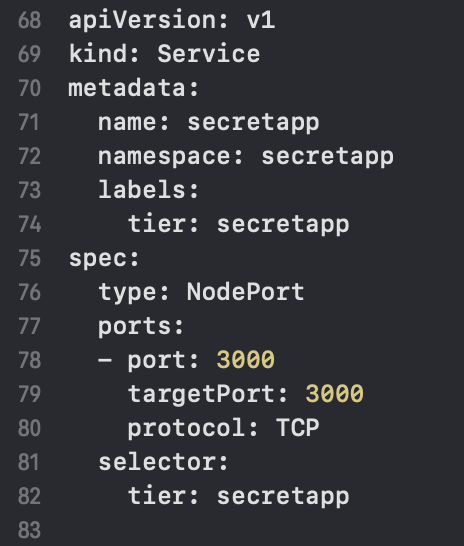 68 apiVersion: v1
69 kind: Service
70 metadata:
71   name: secretapp
72   namespace: secretapp
73   labels:
74     tier: secretapp
75 spec:
76   type: NodePort
77   ports:
78   - port: 3000
79     targetPort: 3000
80     protocol: TCP
81   selector:
82     tier: secretapp
83